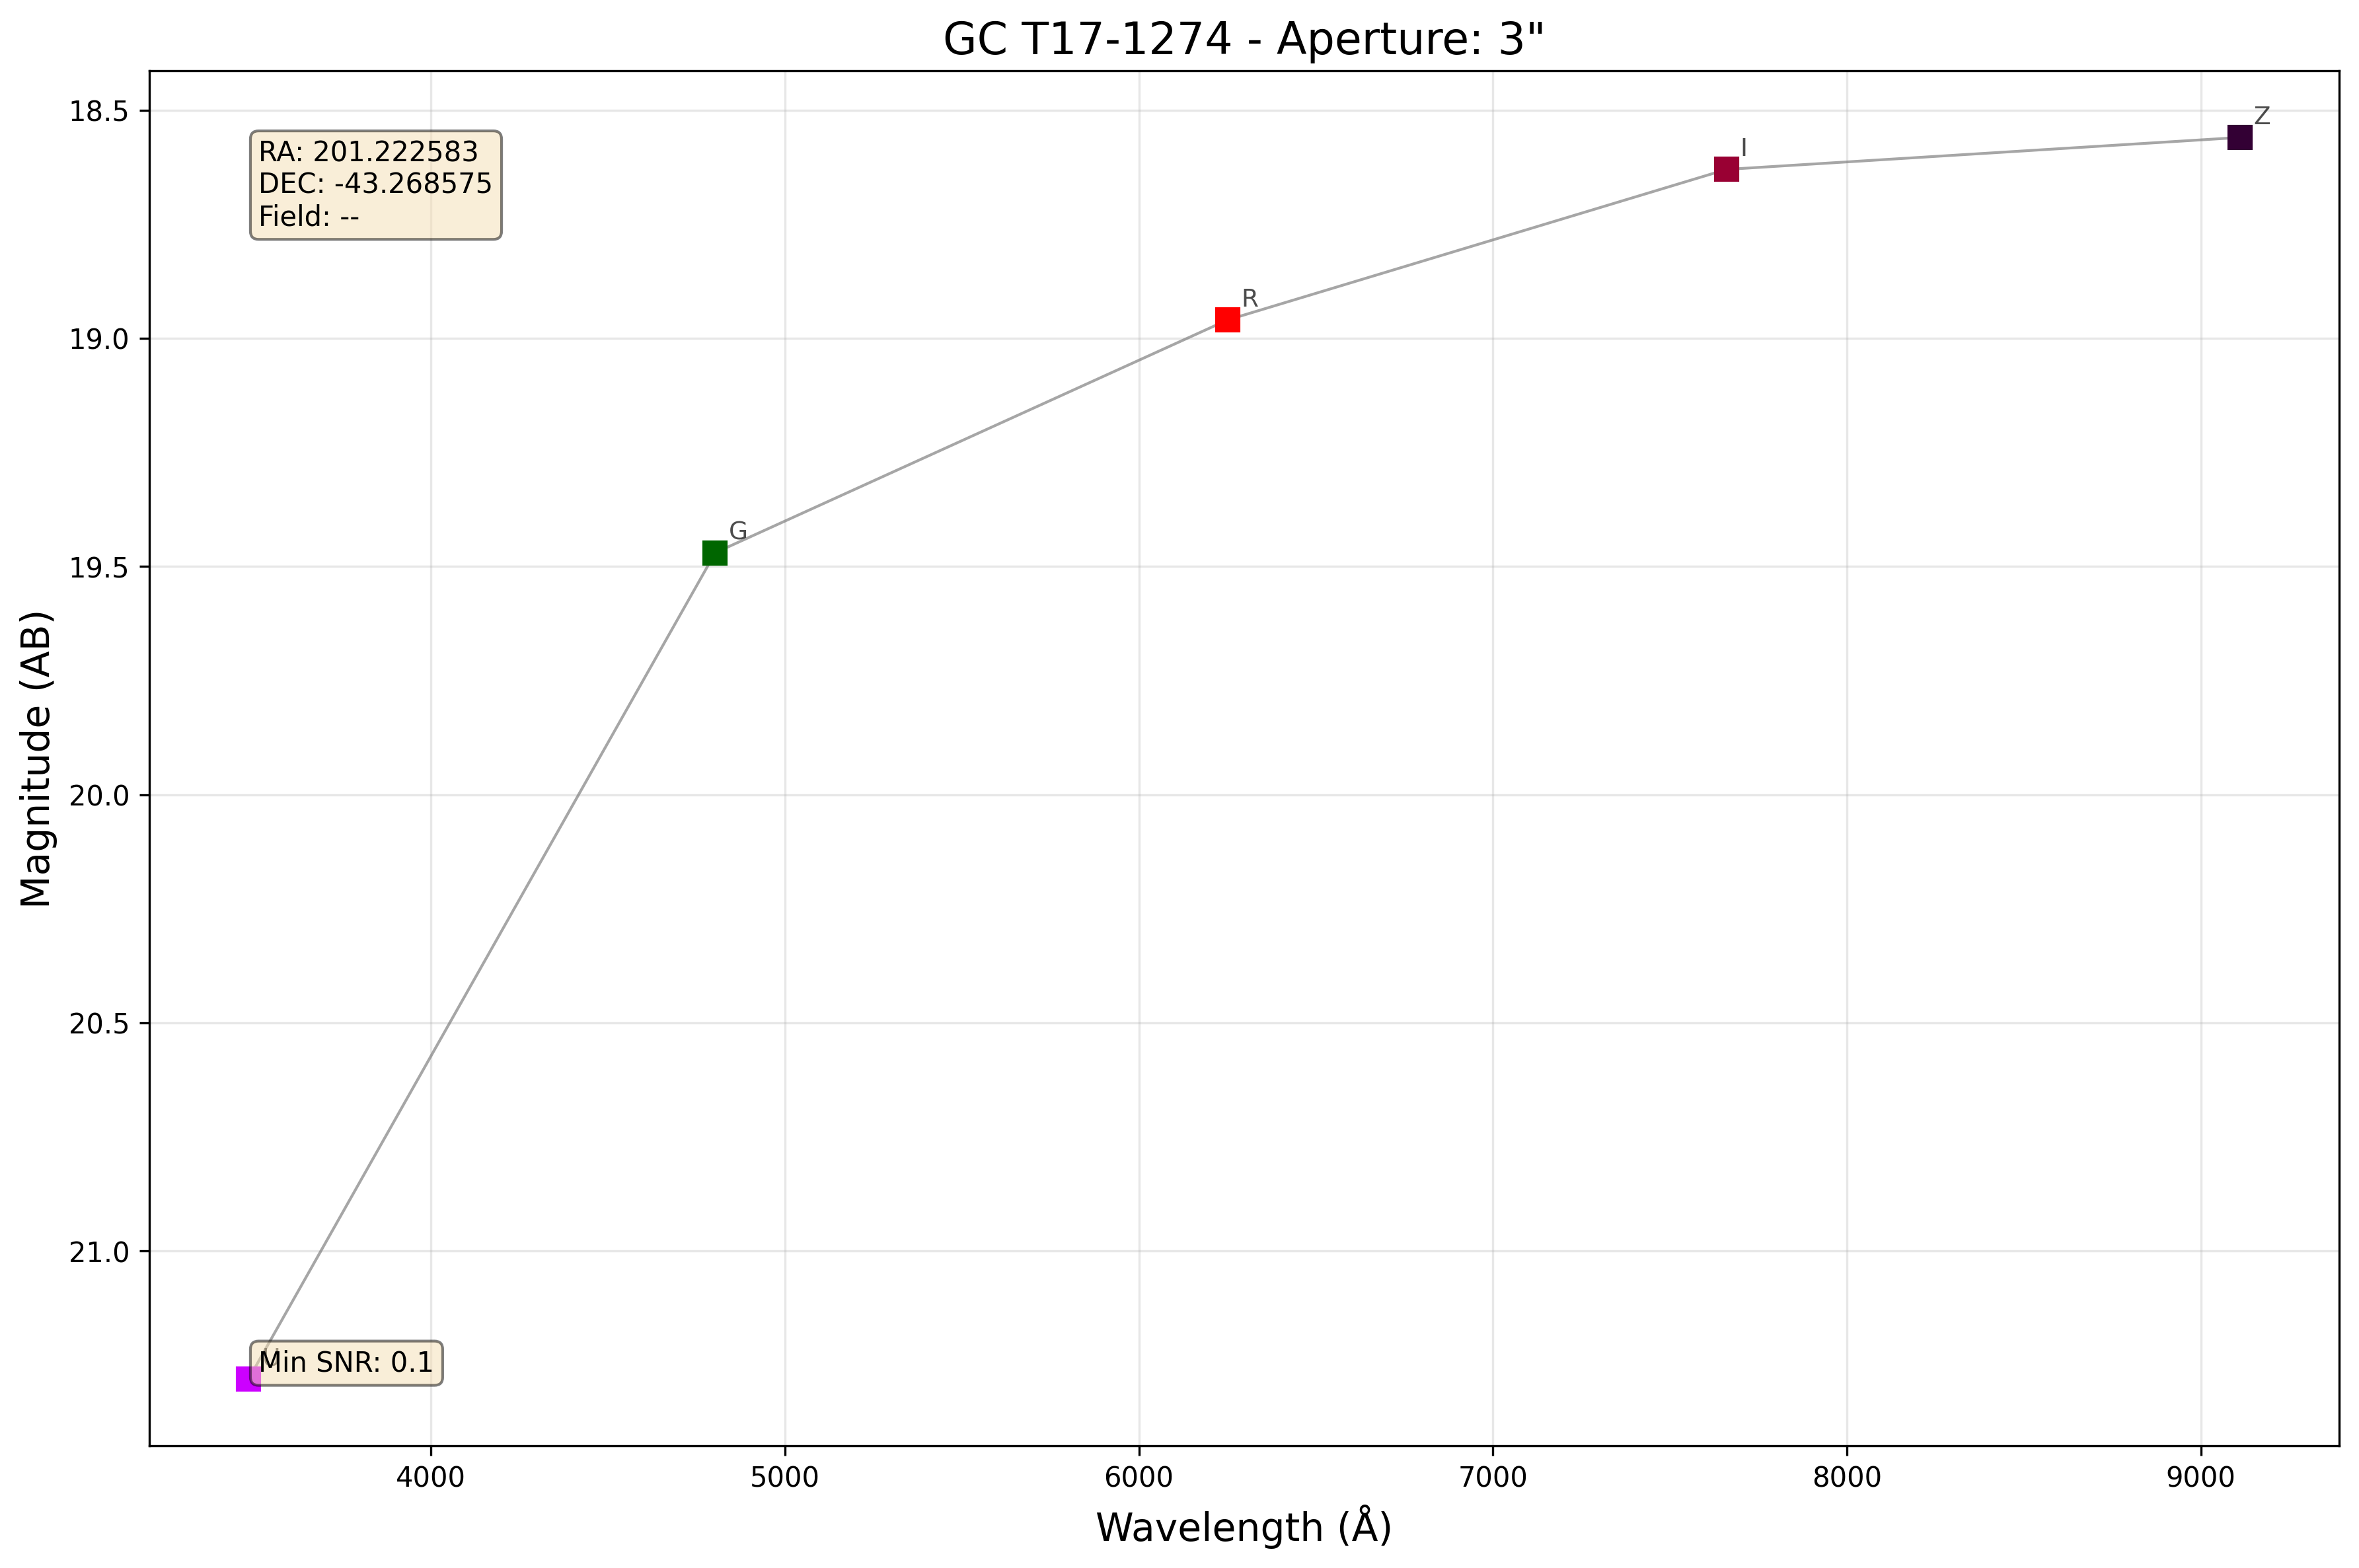 GC T17-1274 - Aperture: 3"
RA: 201.222583
DEC: -43.268575
Field: --
Z
I
R
G
Min SNR: 0.1
18.5
19.0
19.5
20.0
20.5
21.0
Magnitude (AB)
4000 5000 6000 7000 8000 9000
Wavelength (Å)